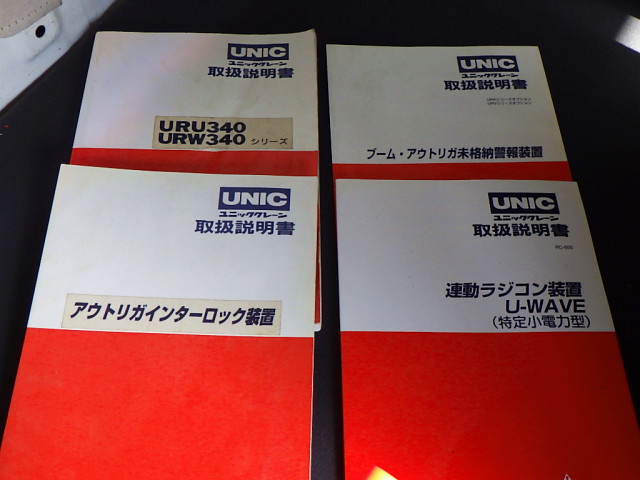 UNIC
ユニッククレーン
取扱説明書
URU340
URW340 シリーズ
UNIC
ユニッククレーン
取扱説明書
ブーム・アウトリガ未格納警報装置
UNIC
ユニッククレーン
取扱説明書
アウトリガインターロック装置
UNIC
ユニッククレーン
取扱説明書
連動ラジコン装置
U-WAVE
(特定小電力型)